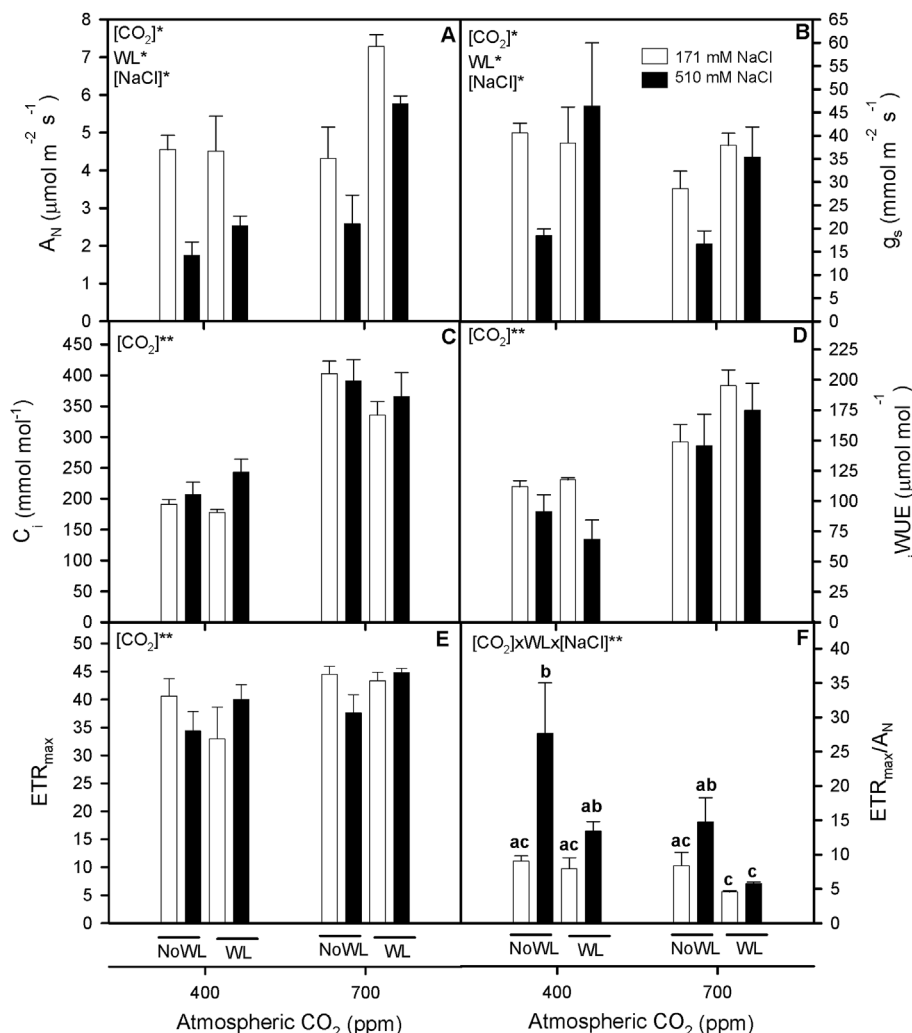 [CO2]*
WL*
[NaCl]*
A
8
7
6
5
4
3
2
1
0
AN (μmol m−2 s−1)
[CO2]*
WL*
[NaCl]*
B
171 mM NaCl
510 mM NaCl
65
60
55
50
45
40
35
30
25
20
15
10
5
0
gs (mmol m−2 s−1)
[CO2]**
C
450
400
350
300
250
200
150
100
50
0
Ci (mmol mol-1)
[CO2]**
D
225
200
175
150
125
100
75
50
25
0
iWUE (μmol mol−1
[CO2]**
E
50
45
40
35
30
25
20
15
10
5
0
ETRmax
[CO2]xWLx[NaCl]**
F
b
ab
ab
ac
ac
ac
c
c
40
35
30
25
20
15
10
5
0
ETRmax/AN
NoWL WL NoWL WL
400 700
Atmospheric CO2 (ppm)
NoWL WL NoWL WL
400 700
Atmospheric CO2 (ppm)